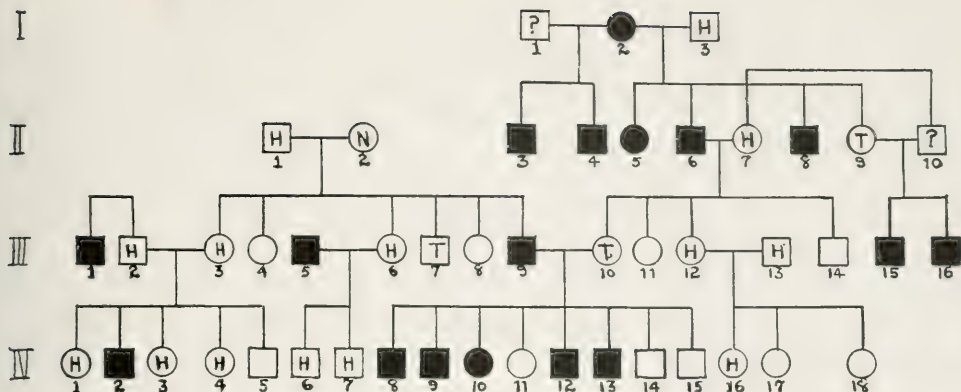 I
? H
1 2 3
II
H N H T ?
1 2 3 4 5 6 7 8 9 10
III
H H H T T H H
1 2 3 4 5 6 7 8 9 10 11 12 13 14 15 16
IV
H H H H H H
1 2 3 4 5 6 7 8 9 10 11 12 13 14 15 16 17 18